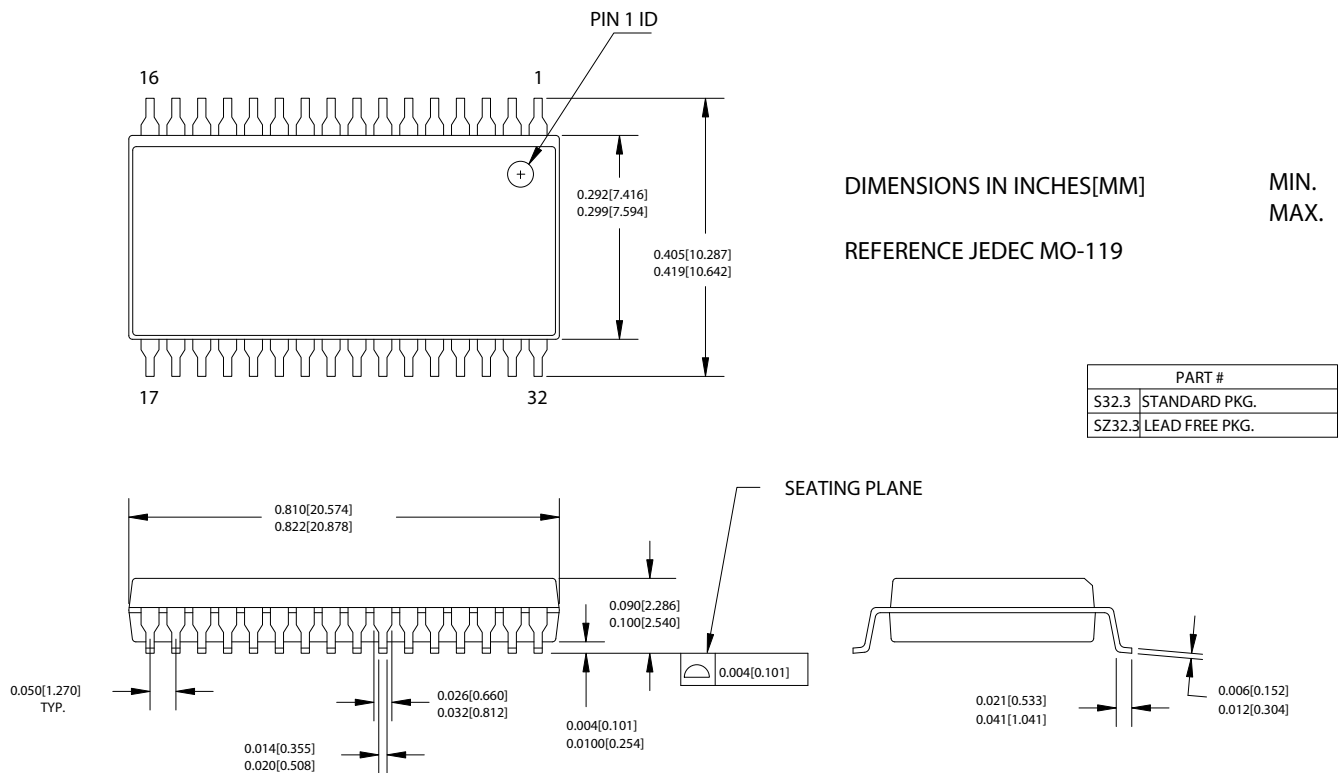 PIN 1 ID
16
1
0.292[7.416]
0.299[7.594]
0.405[10.287]
0.419[10.642]
17
32
DIMENSIONS IN INCHES[MM]
MIN.
MAX.
REFERENCE JEDEC MO-119
PART #
S32.3 STANDARD PKG.
SZ32.3 LEAD FREE PKG.
SEATING PLANE
0.810[20.574]
0.822[20.878]
0.090[2.286]
0.100[2.540]
0.004[0.101]
0.050[1.270]
TYP.
0.026[0.660]
0.032[0.812]
0.014[0.355]
0.020[0.508]
0.004[0.101]
0.0100[0.254]
0.021[0.533]
0.041[1.041]
0.006[0.152]
0.012[0.304]